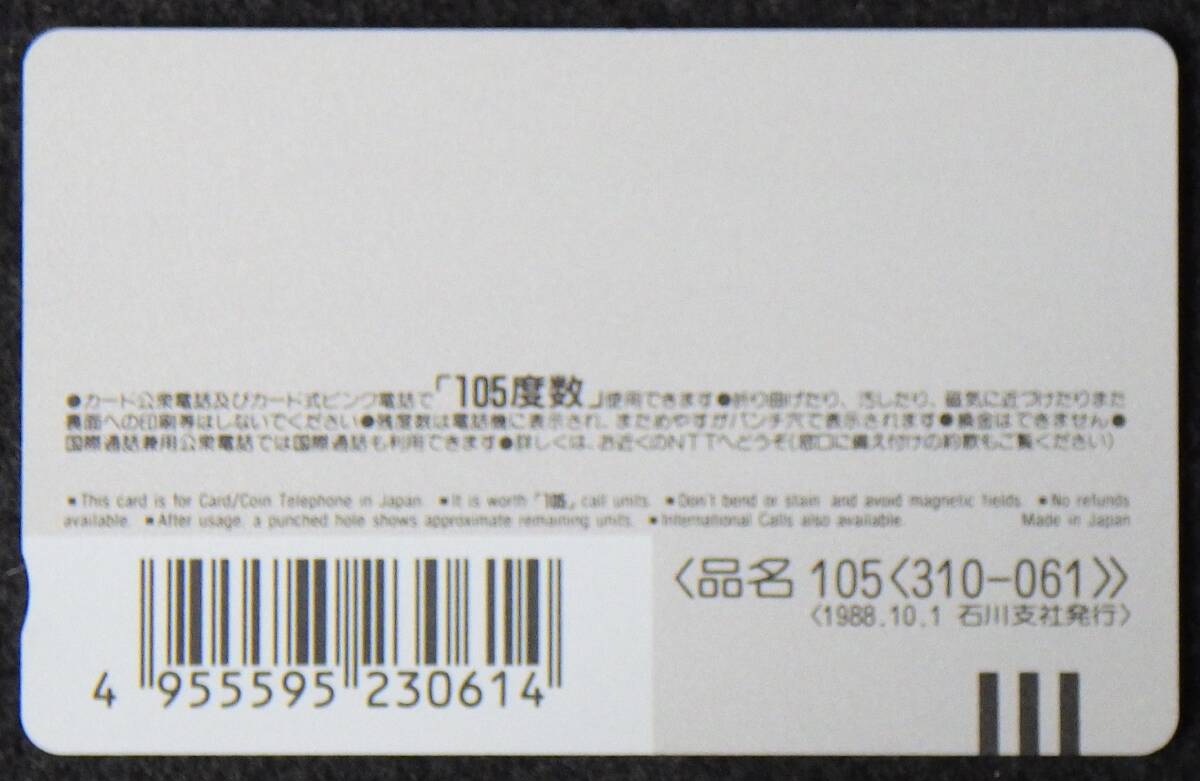 ●カード公衆電話及びカード式ピンク電話で「105度数」使用できます●折り曲げたり、汚したり、磁気に近づけたりまた
裏面への印刷等はしないでください●残度数は電話機に表示され、まためやすがパンチ穴で表示されます●換金はできません●
国際通話兼用公衆電話では国際通話も利用できます●詳しくは、お近くのNTTへどうぞ(窓口に備え付けの約款もご覧ください)
■This card is for Card/Coin Telephone in Japan. ■It is worth「105」call units. ■Don't bend or stain and avoid magnetic fields. ■No refunds
available. ■After usage, a punched hole shows approximate remaining units. ■International Calls also available. Made in Japan
〈品名 105〈310-061〉〉
〈1988.10.1 石川支社発行〉
4 955595 230614